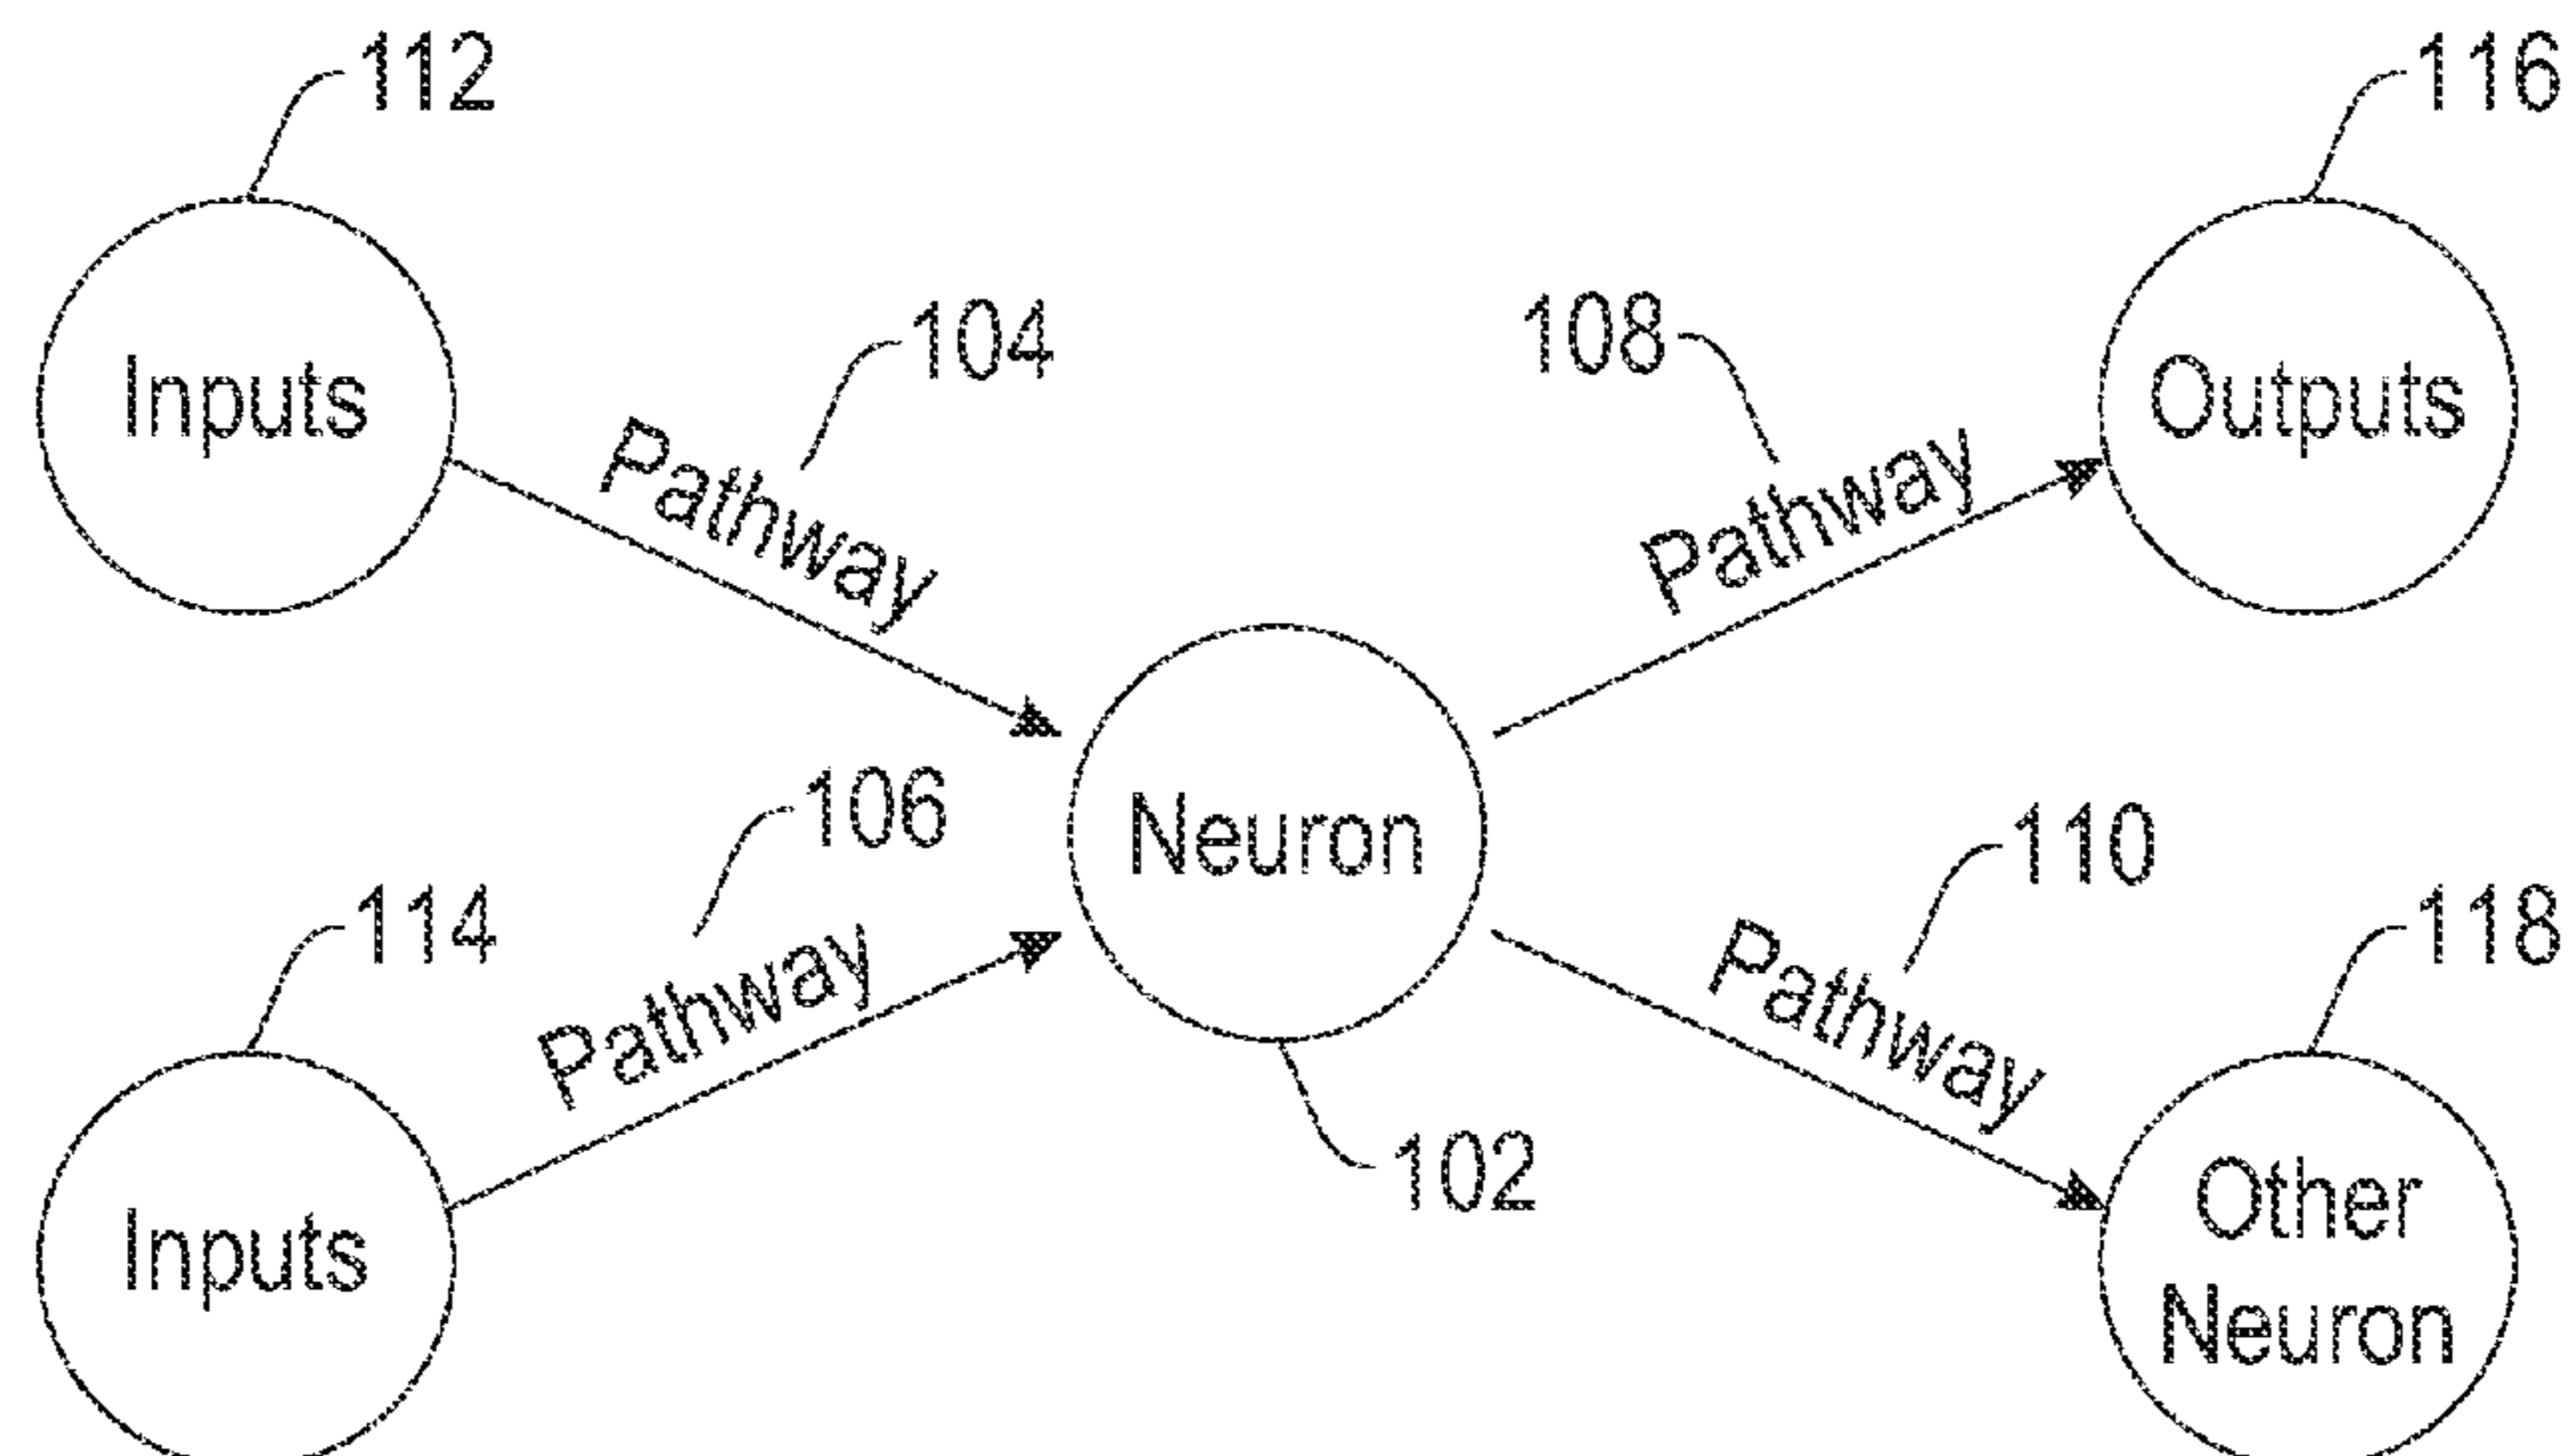 112
116
104
108
Inputs
Outputs
Pathway
Pathway
106
110
Neuron
114
118
Pathway
Pathway
102
Inputs
Other
Neuron